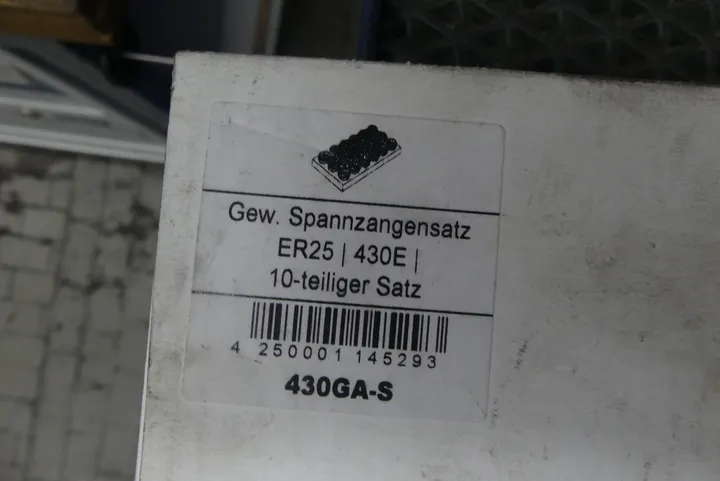 Gew. Spannzangensatz
ER25 | 430E |
10-teiliger Satz
4 250001 145293
430GA-S